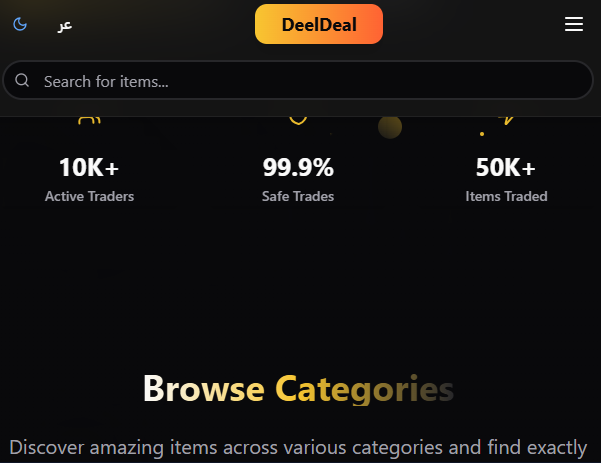 عر
DeelDeal
Search for items...
10K+
99.9%
50K+
Active Traders
Safe Trades
Items Traded
Browse Categories
Discover amazing items across various categories and find exactly